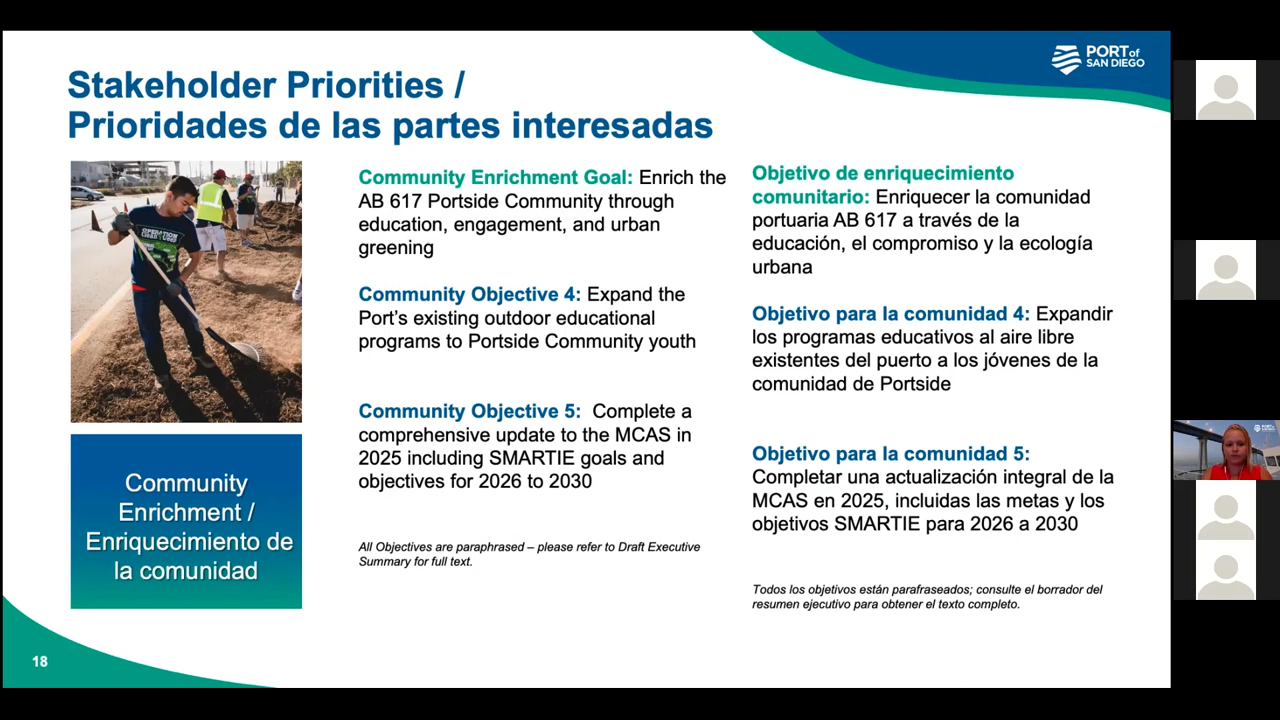 PORT of
SAN DIEGO
Stakeholder Priorities /
Prioridades de las partes interesadas
OPERATION
Community
Enrichment /
Enriquecimiento de
la comunidad
Community Enrichment Goal: Enrich the
AB 617 Portside Community through
education, engagement, and urban
greening
Community Objective 4: Expand the
Port's existing outdoor educational
programs to Portside Community youth
Community Objective 5:  Complete a
comprehensive update to the MCAS in
2025 including SMARTIE goals and
objectives for 2026 to 2030
All Objectives are paraphrased – please refer to Draft Executive
Summary for full text.
Objetivo de enriquecimiento
comunitario: Enriquecer la comunidad
portuaria AB 617 a través de la
educación, el compromiso y la ecología
urbana
Objetivo para la comunidad 4: Expandir
los programas educativos al aire libre
existentes del puerto a los jóvenes de la
comunidad de Portside
Objetivo para la comunidad 5:
Completar una actualización integral de la
MCAS en 2025, incluidas las metas y los
objetivos SMARTIE para 2026 a 2030
Todos los objetivos están parafraseados; consulte el borrador del
resumen ejecutivo para obtener el texto completo.
18